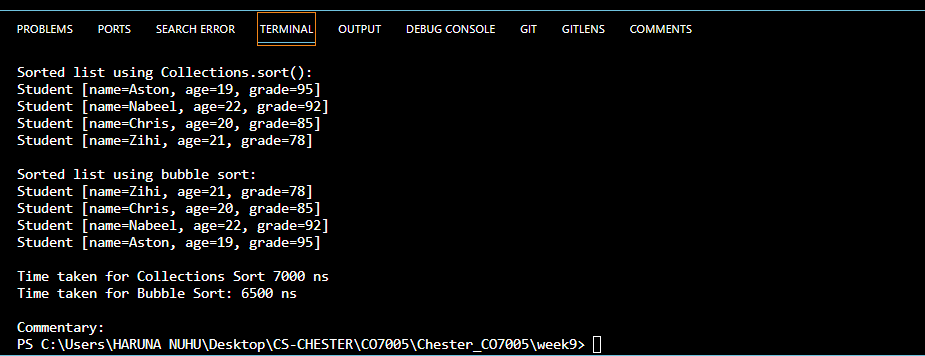 PROBLEMS PORTS SEARCH ERROR TERMINAL OUTPUT DEBUG CONSOLE GIT GITLENS COMMENTS
Sorted list using Collections.sort():
Student [name=Aston, age=19, grade=95]
Student [name=Nabeel, age=22, grade=92]
Student [name=Chris, age=20, grade=85]
Student [name=Zihi, age=21, grade=78]
Sorted list using bubble sort:
Student [name=Zihi, age=21, grade=78]
Student [name=Chris, age=20, grade=85]
Student [name=Nabeel, age=22, grade=92]
Student [name=Aston, age=19, grade=95]
Time taken for Collections Sort 7000 ns
Time taken for Bubble Sort: 6500 ns
Commentary:
PS C:\Users\HARUNA NUHU\Desktop\CS-CHESTER\CO7005\Chester_CO7005\week9>